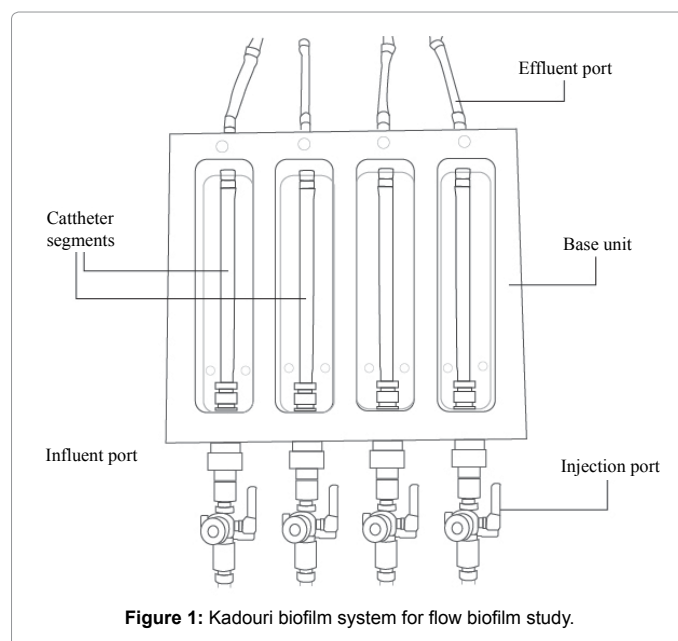 Effluent port
Cattheter
segments
Base unit
Influent port
Injection port
Figure 1: Kadouri biofilm system for flow biofilm study.